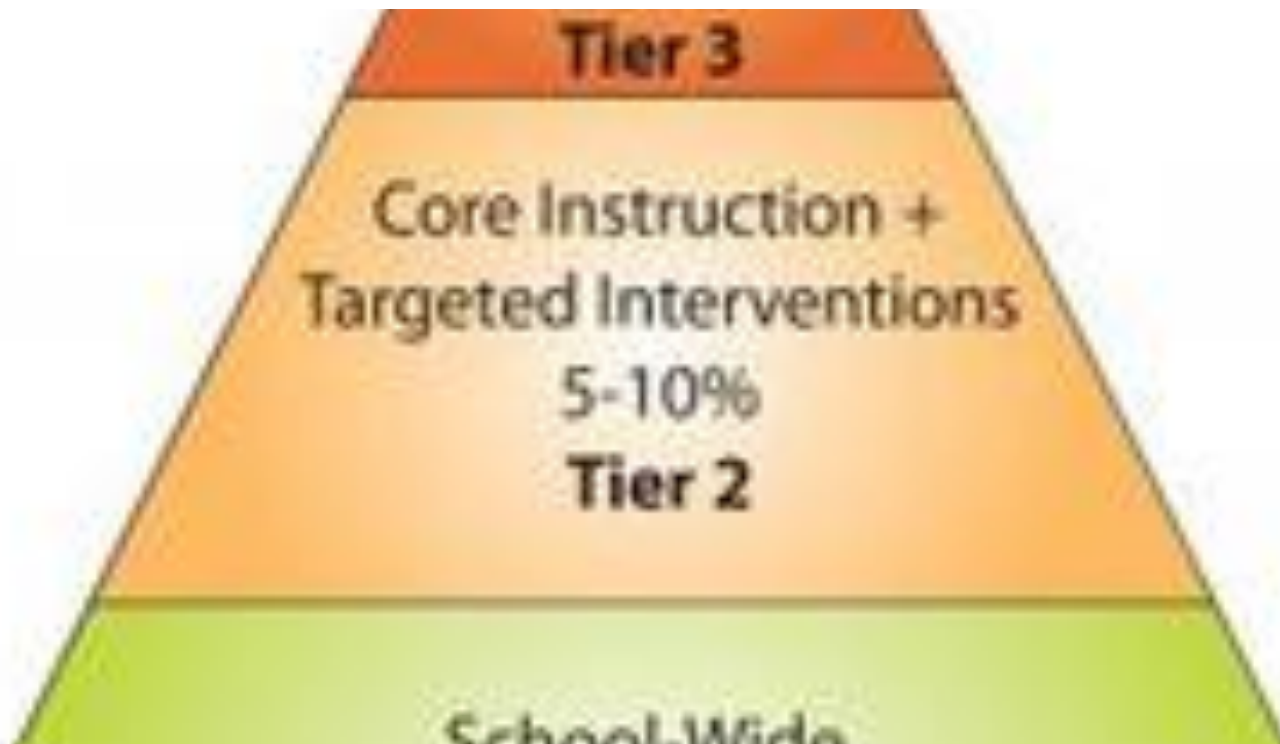 Tier 3
Core Instruction +
Targeted Interventions
5-10%
Tier 2
School-Wide